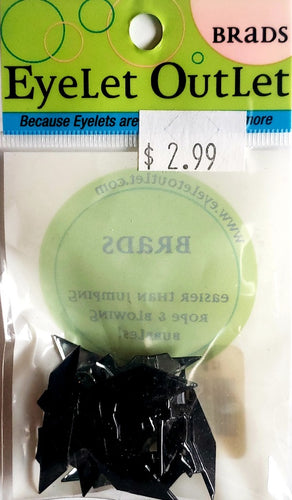 BRADS
EyeLet OutLet
Because Eyelets are more
$ 2.99
www.eyeletoutlet.com
BRADS
easier than jumping
rope & blowing
bubbles!